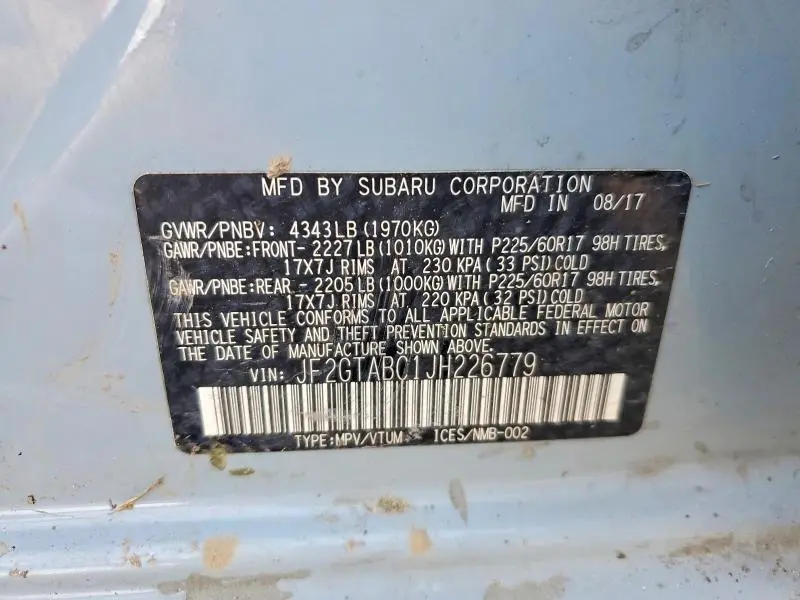 MFD BY SUBARU CORPORATION
MFD IN 08/17
GVWR/PNBV: 4343LB(1970KG)
GAWR/PNBE:FRONT- 2227LB(1010KG)WITH P225/60R17 98H TIRES,
17X7J RIMS AT 230 KPA(33 PSI)COLD
GAWR/PNBE:REAR - 2205LB(1000KG)WITH P225/60R17 98H TIRES,
17X7J RIMS AT 220 KPA(32 PSI)COLD
THIS VEHICLE CONFORMS TO ALL APPLICABLE FEDERAL MOTOR
VEHICLE SAFETY AND THEFT PREVENTION STANDARDS IN EFFECT ON
THE DATE OF MANUFACTURE SHOWN ABOVE.
VIN: JF2GTABC1JH226779
TYPE:MPV/VTUM ICES/NMB-002